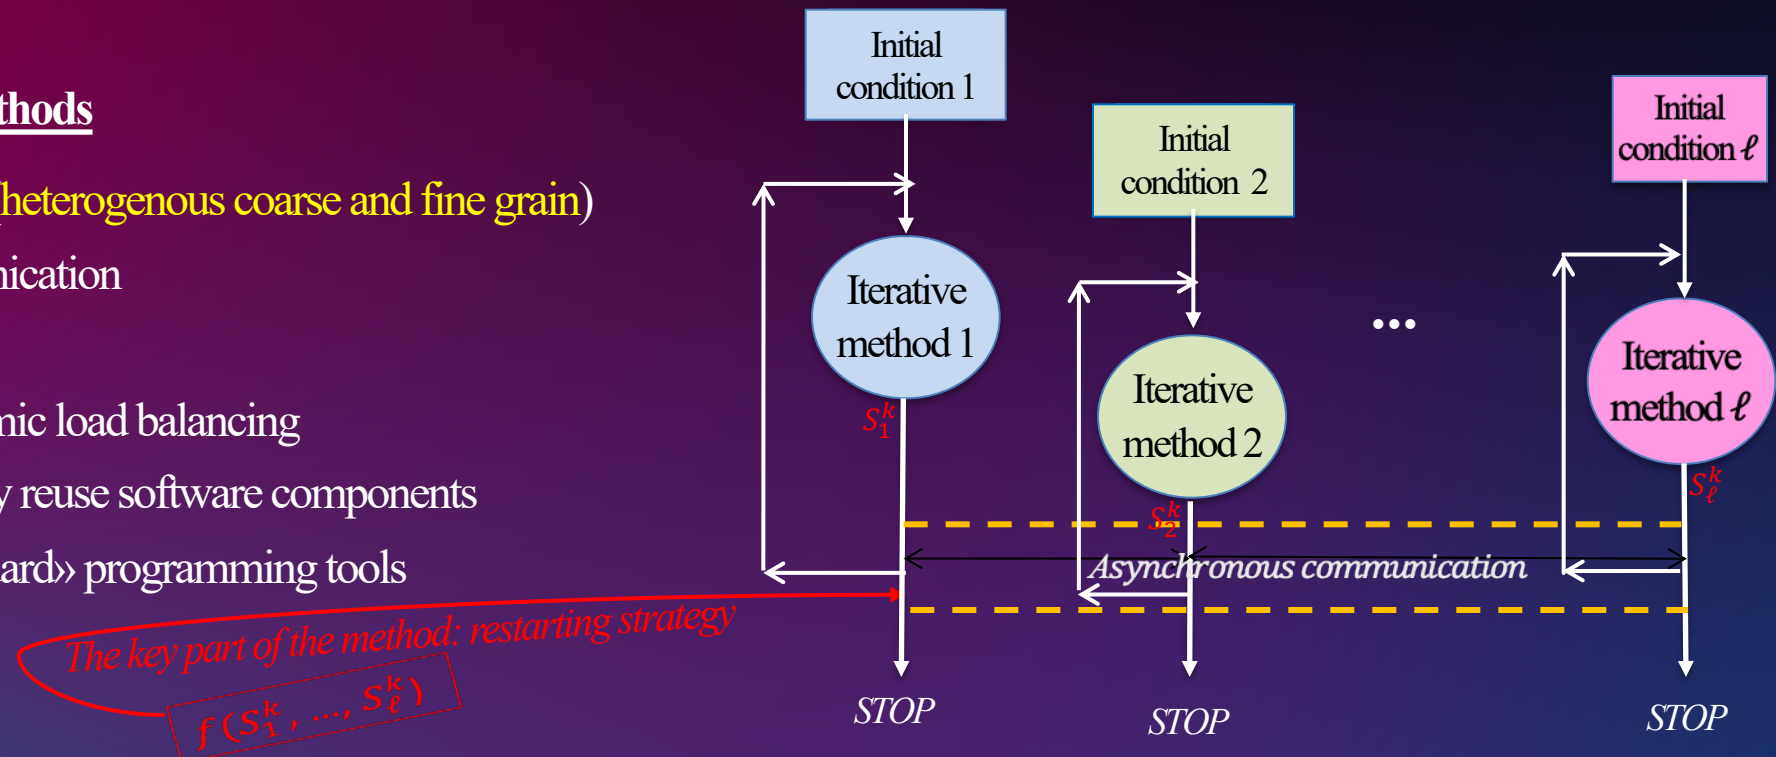 thods
(heterogenous coarse and fine grain)
nication
mic load balancing
y reuse software components
ard» programming tools
The key part of the method: restarting strategy
f(S₁ᵏ, ..., S_ℓᵏ)
Initial
condition 1
Iterative
method 1
S₁ᵏ
STOP
Initial
condition 2
Iterative
method 2
S₂ᵏ
STOP
...
Asynchronous communication
Initial
condition ℓ
Iterative
method ℓ
S_ℓᵏ
STOP